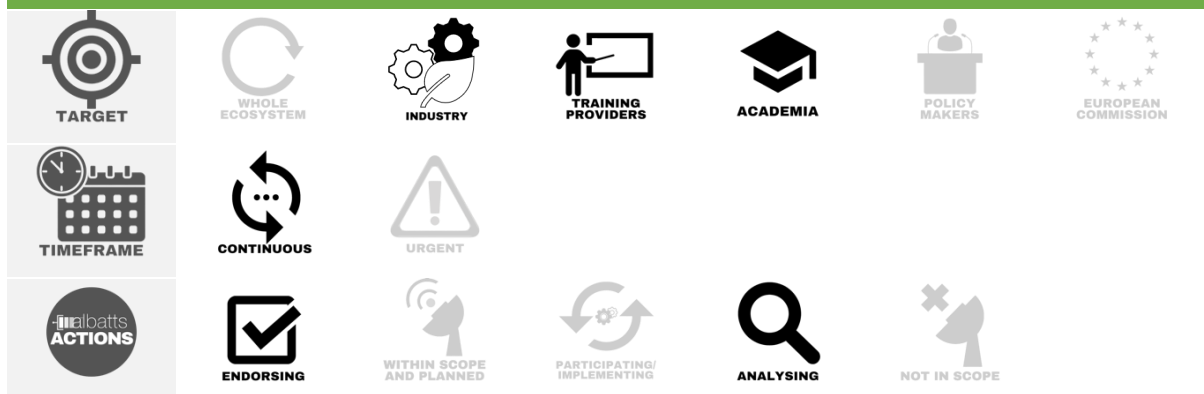 TARGET
WHOLE
ECOSYSTEM
INDUSTRY
TRAINING
PROVIDERS
ACADEMIA
POLICY
MAKERS
EUROPEAN
COMMISSION
TIMEFRAME
CONTINUOUS
URGENT
albatts
ACTIONS
ENDORSING
WITHIN SCOPE
AND PLANNED
PARTICIPATING/
IMPLEMENTING
ANALYSING
NOT IN SCOPE